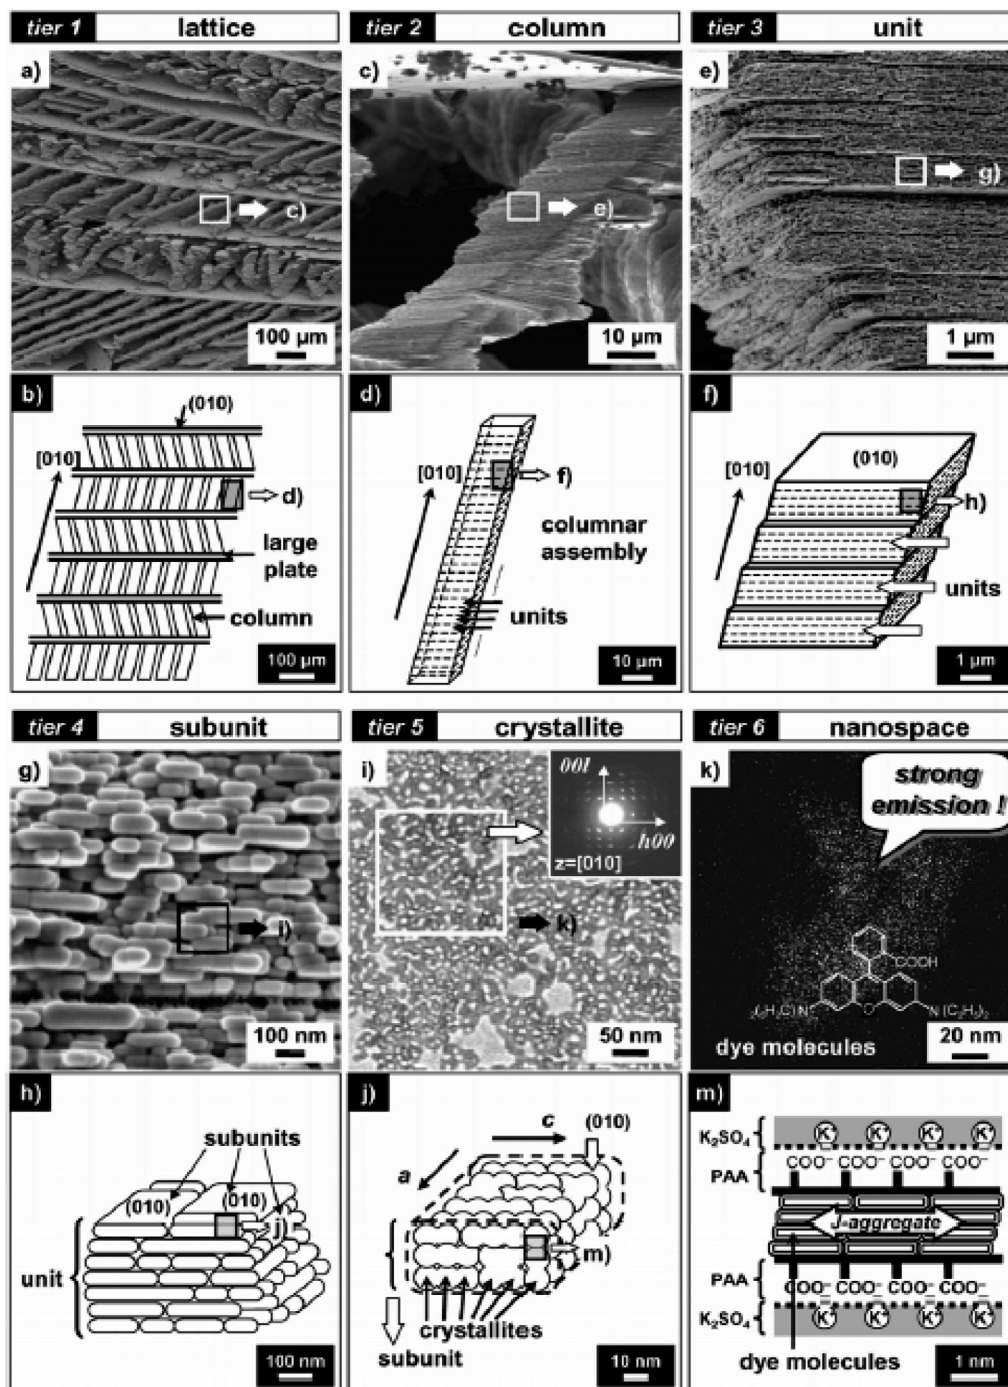 tier 1 lattice
tier 2 column
tier 3 unit
a)
c)
100 µm
c)
e)
10 µm
e)
g)
1 µm
b)
(010)
[010]
d)
large
plate
column
100 µm
d)
[010]
f)
columnar
assembly
units
10 µm
f)
[010]
(010)
h)
units
1 µm
tier 4 subunit
tier 5 crystallite
tier 6 nanospace
g)
i)
100 nm
i)
00l
h00
z=[010]
k)
50 nm
k)
strong
emission !
COOH
₂(H₅C₂)N
O
N(C₂H₅)₂
dye molecules
20 nm
h)
subunits
(010)
(010)
j)
unit
100 nm
j)
c
(010)
a
m)
crystallites
subunit
10 nm
m)
K₂SO₄
K⁺ K⁺ K⁺ K⁺
PAA
COO⁻ COO⁻ COO⁻ COO⁻
J-aggregate
PAA
COO⁻ COO⁻ COO⁻ COO⁻
K₂SO₄
K⁺ K⁺ K⁺ K⁺
dye molecules
1 nm